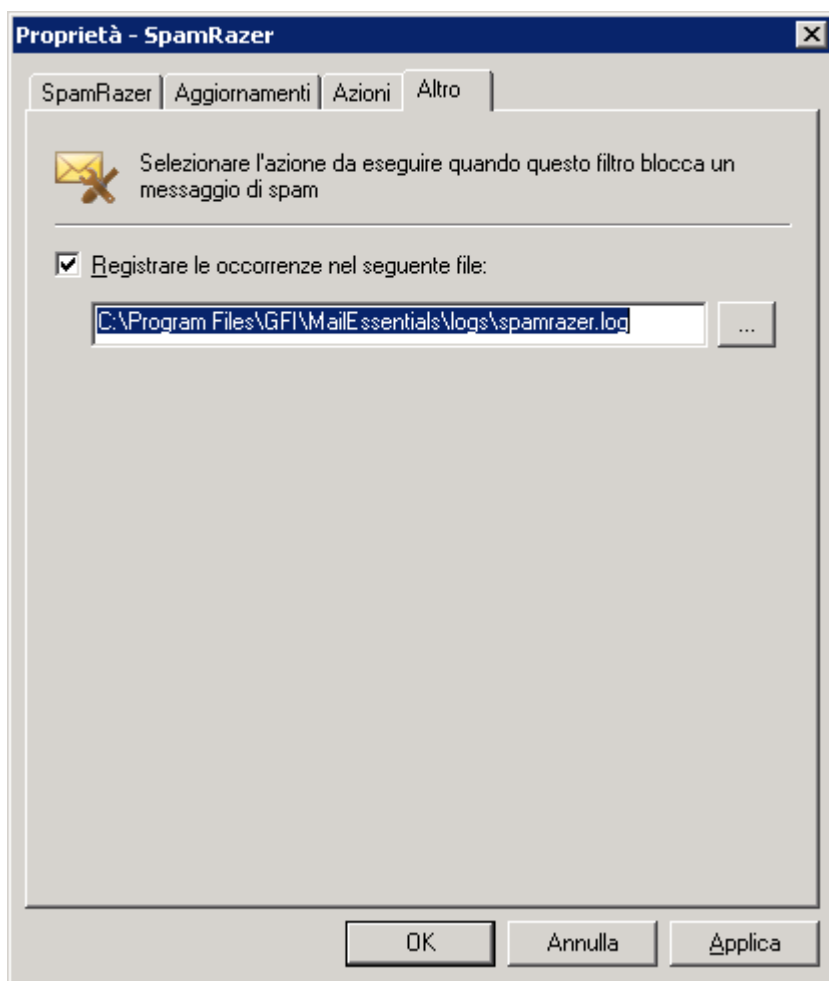 Proprietà - SpamRazer
SpamRazer Aggiornamenti Azioni Altro
Selezionare l'azione da eseguire quando questo filtro blocca un
messaggio di spam
Registrare le occorrenze nel seguente file:
C:\Program Files\GFI\MailEssentials\logs\spamrazer.log
...
OK Annulla Applica